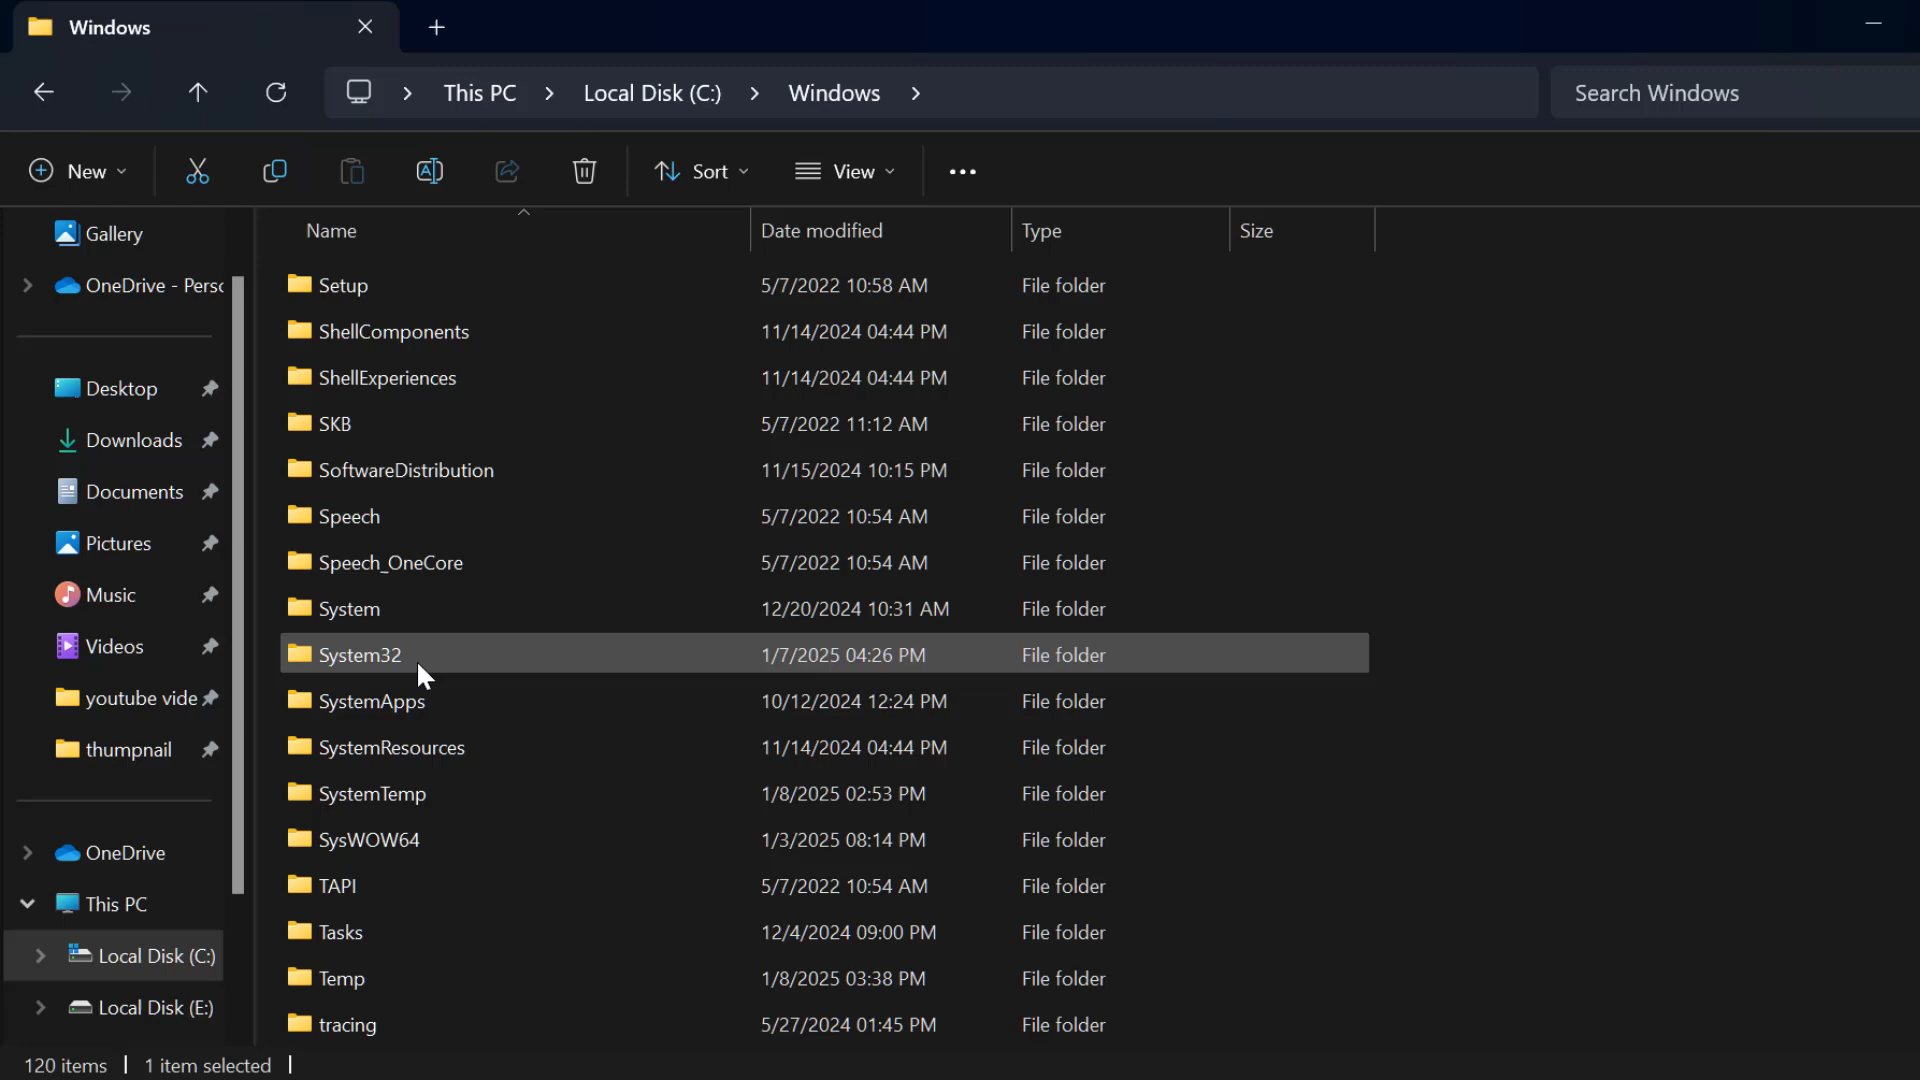 Windows
This PC > Local Disk (C:) > Windows >
Search Windows
New
Sort
View
Gallery
OneDrive - Perso
Desktop
Downloads
Documents
Pictures
Music
Videos
youtube vide
thumpnail
OneDrive
This PC
Local Disk (C:)
Local Disk (E:)
Name Date modified Type Size
Setup 5/7/2022 10:58 AM File folder
ShellComponents 11/14/2024 04:44 PM File folder
ShellExperiences 11/14/2024 04:44 PM File folder
SKB 5/7/2022 11:12 AM File folder
SoftwareDistribution 11/15/2024 10:15 PM File folder
Speech 5/7/2022 10:54 AM File folder
Speech_OneCore 5/7/2022 10:54 AM File folder
System 12/20/2024 10:31 AM File folder
System32 1/7/2025 04:26 PM File folder
SystemApps 10/12/2024 12:24 PM File folder
SystemResources 11/14/2024 04:44 PM File folder
SystemTemp 1/8/2025 02:53 PM File folder
SysWOW64 1/3/2025 08:14 PM File folder
TAPI 5/7/2022 10:54 AM File folder
Tasks 12/4/2024 09:00 PM File folder
Temp 1/8/2025 03:38 PM File folder
tracing 5/27/2024 01:45 PM File folder
120 items | 1 item selected |